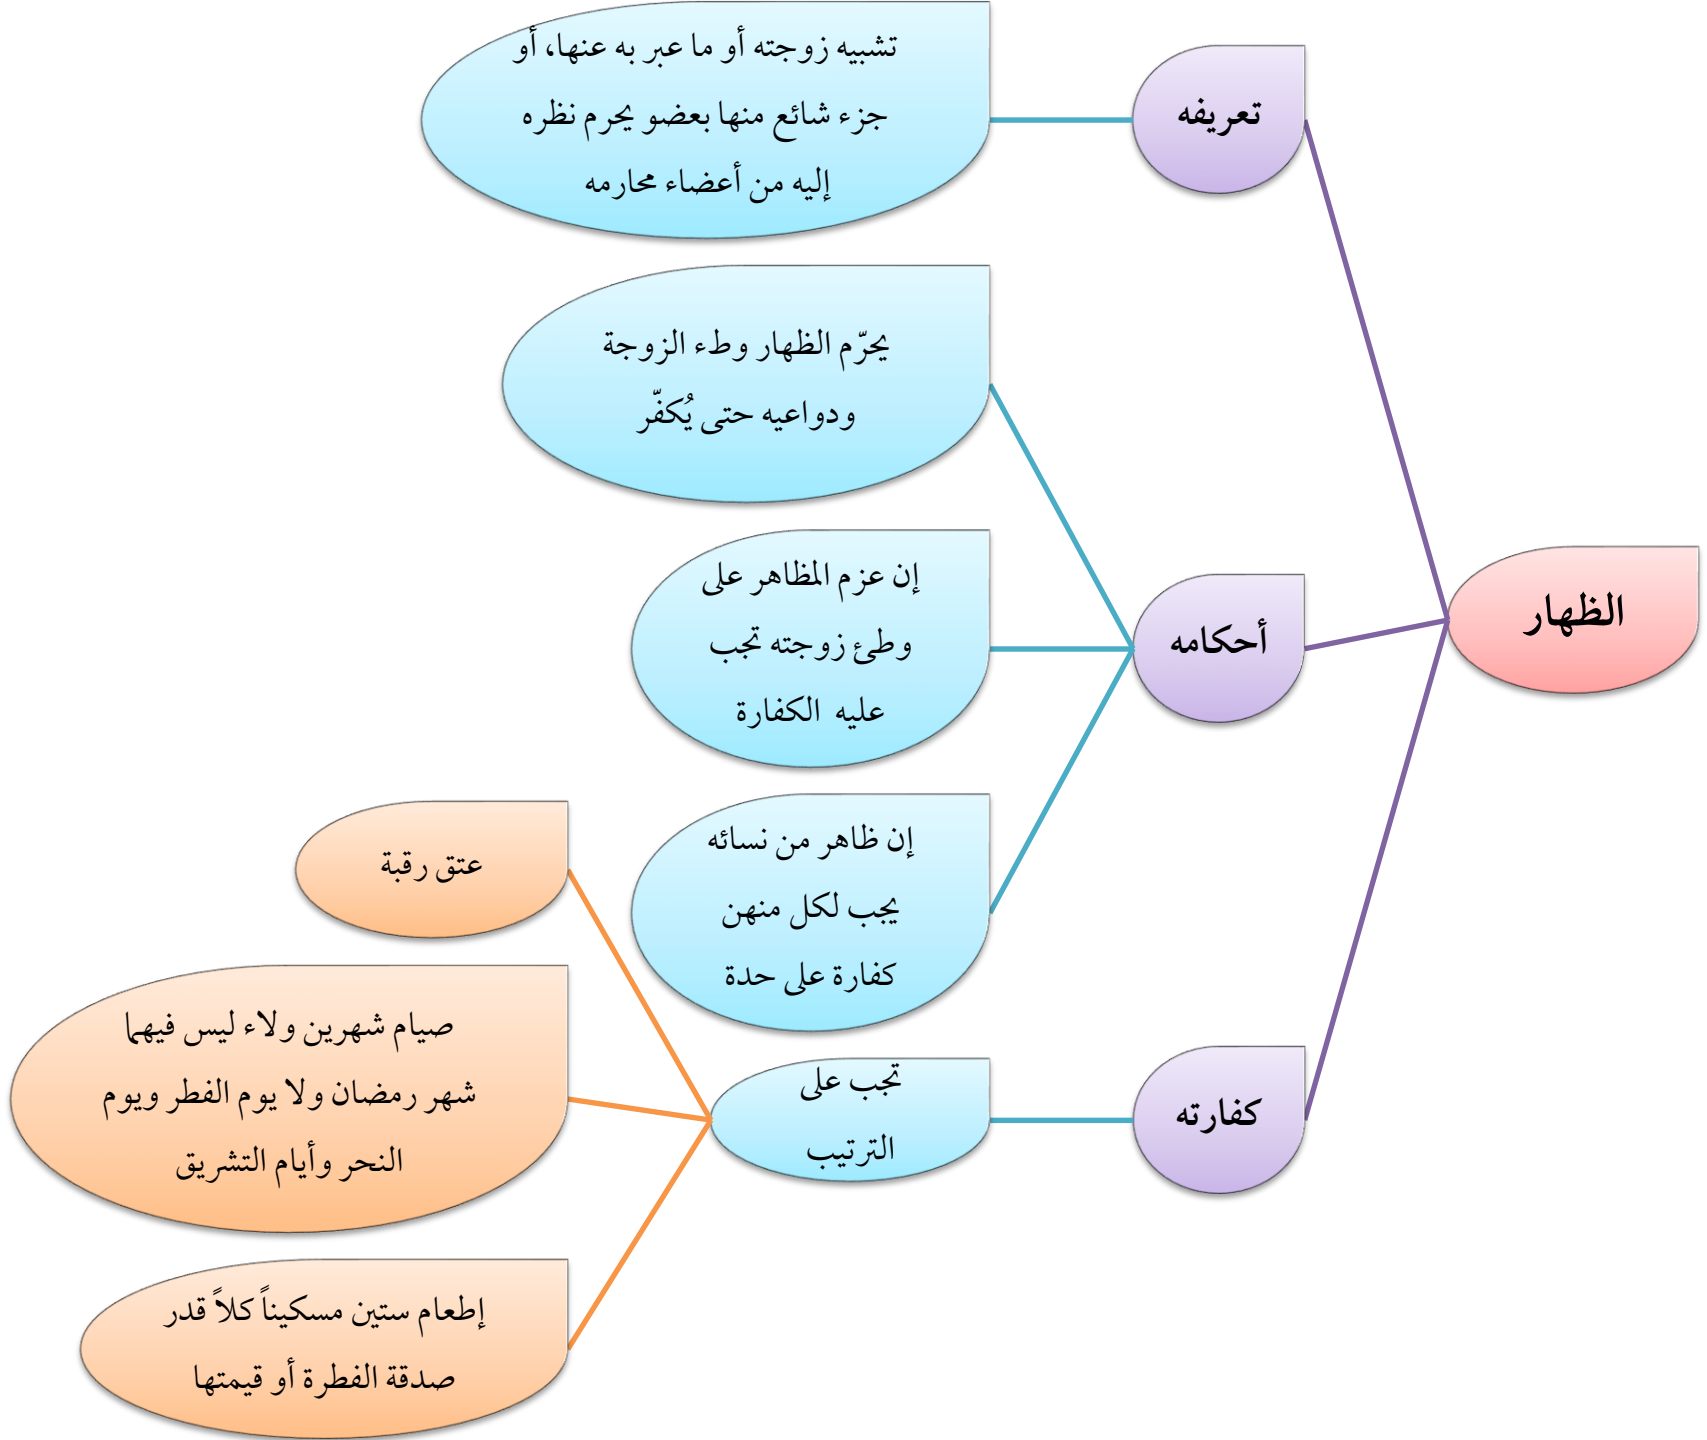 الظهار
تعريفه
تشبيه زوجته أو ما عبر به عنها، أو
جزء شائع منها بعضو يحرم نظره
إليه من أعضاء محارمه
أحكامه
يحرّم الظهار وطء الزوجة
ودواعيه حتى يُكفّر
إن عزم المظاهر على
وطئ زوجته تجب
عليه الكفارة
إن ظاهر من نسائه
يجب لكل منهن
كفارة على حدة
كفارته
تجب على
الترتيب
عتق رقبة
صيام شهرين ولاء ليس فيهما
شهر رمضان ولا يوم الفطر ويوم
النحر وأيام التشريق
إطعام ستين مسكيناً كلاً قدر
صدقة الفطرة أو قيمتها